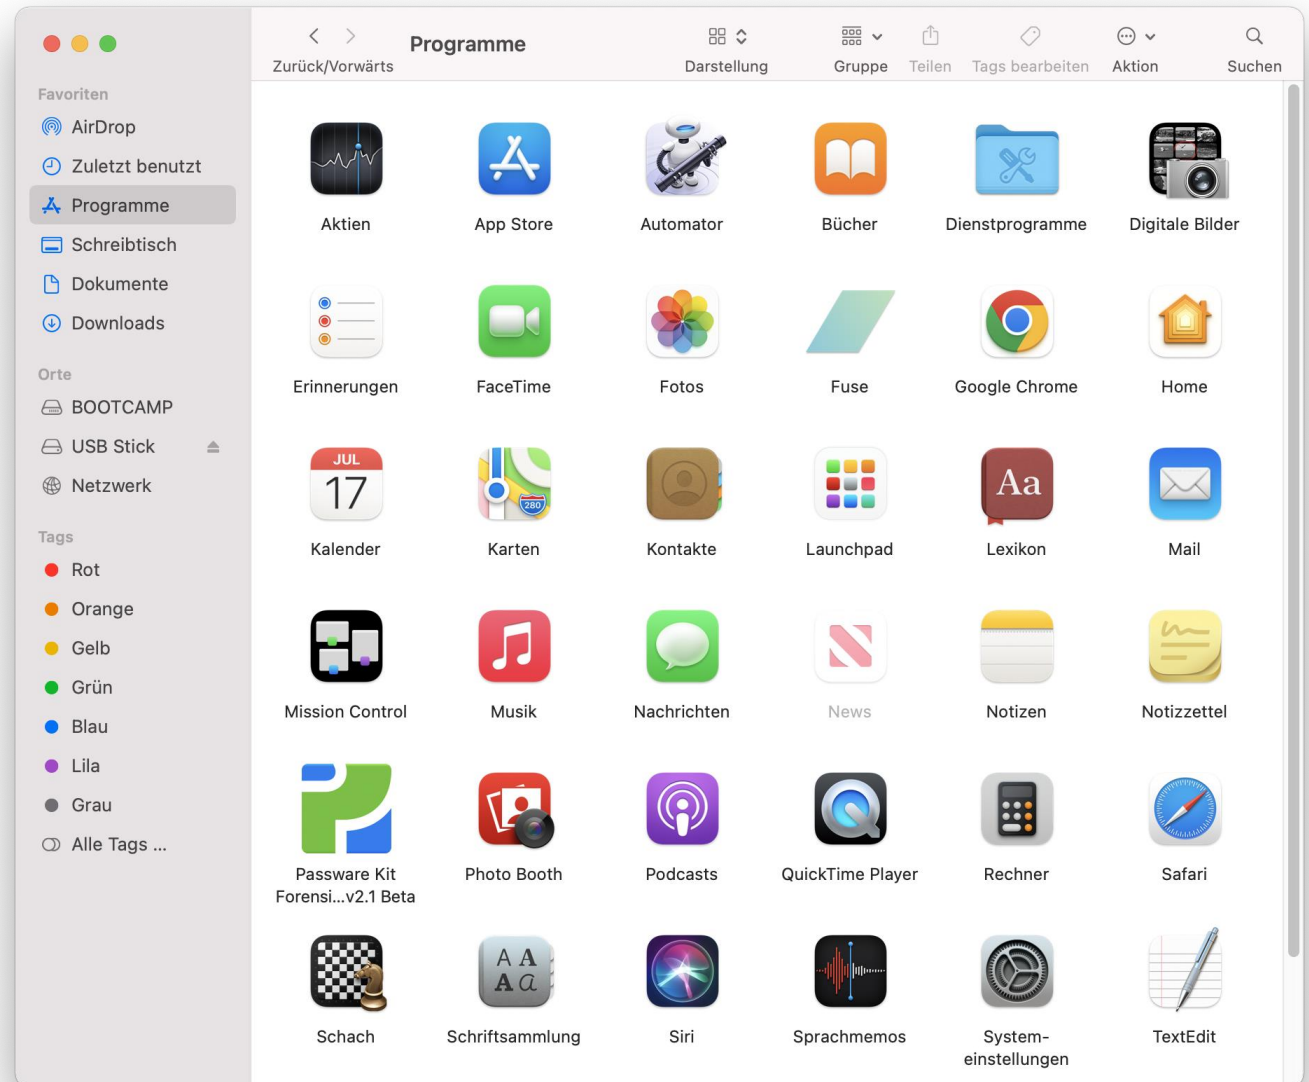 Programme
Zurück/Vorwärts
Darstellung
Gruppe
Teilen
Tags bearbeiten
Aktion
Suchen
Favoriten
AirDrop
Zuletzt benutzt
Programme
Schreibtisch
Dokumente
Downloads
Orte
BOOTCAMP
USB Stick
Netzwerk
Tags
Rot
Orange
Gelb
Grün
Blau
Lila
Grau
Alle Tags ...
Aktien
App Store
Automator
Bücher
Dienstprogramme
Digitale Bilder
Erinnerungen
FaceTime
Fotos
Fuse
Google Chrome
Home
JUL
17
Kalender
280
Karten
Kontakte
Launchpad
Aa
Lexikon
Mail
Mission Control
Musik
Nachrichten
News
Notizen
Notizzettel
Passware Kit
Forensi...v2.1 Beta
Photo Booth
Podcasts
QuickTime Player
Rechner
Safari
Schach
A A
A a
Schriftsammlung
Siri
Sprachmemos
System-
einstellungen
TextEdit